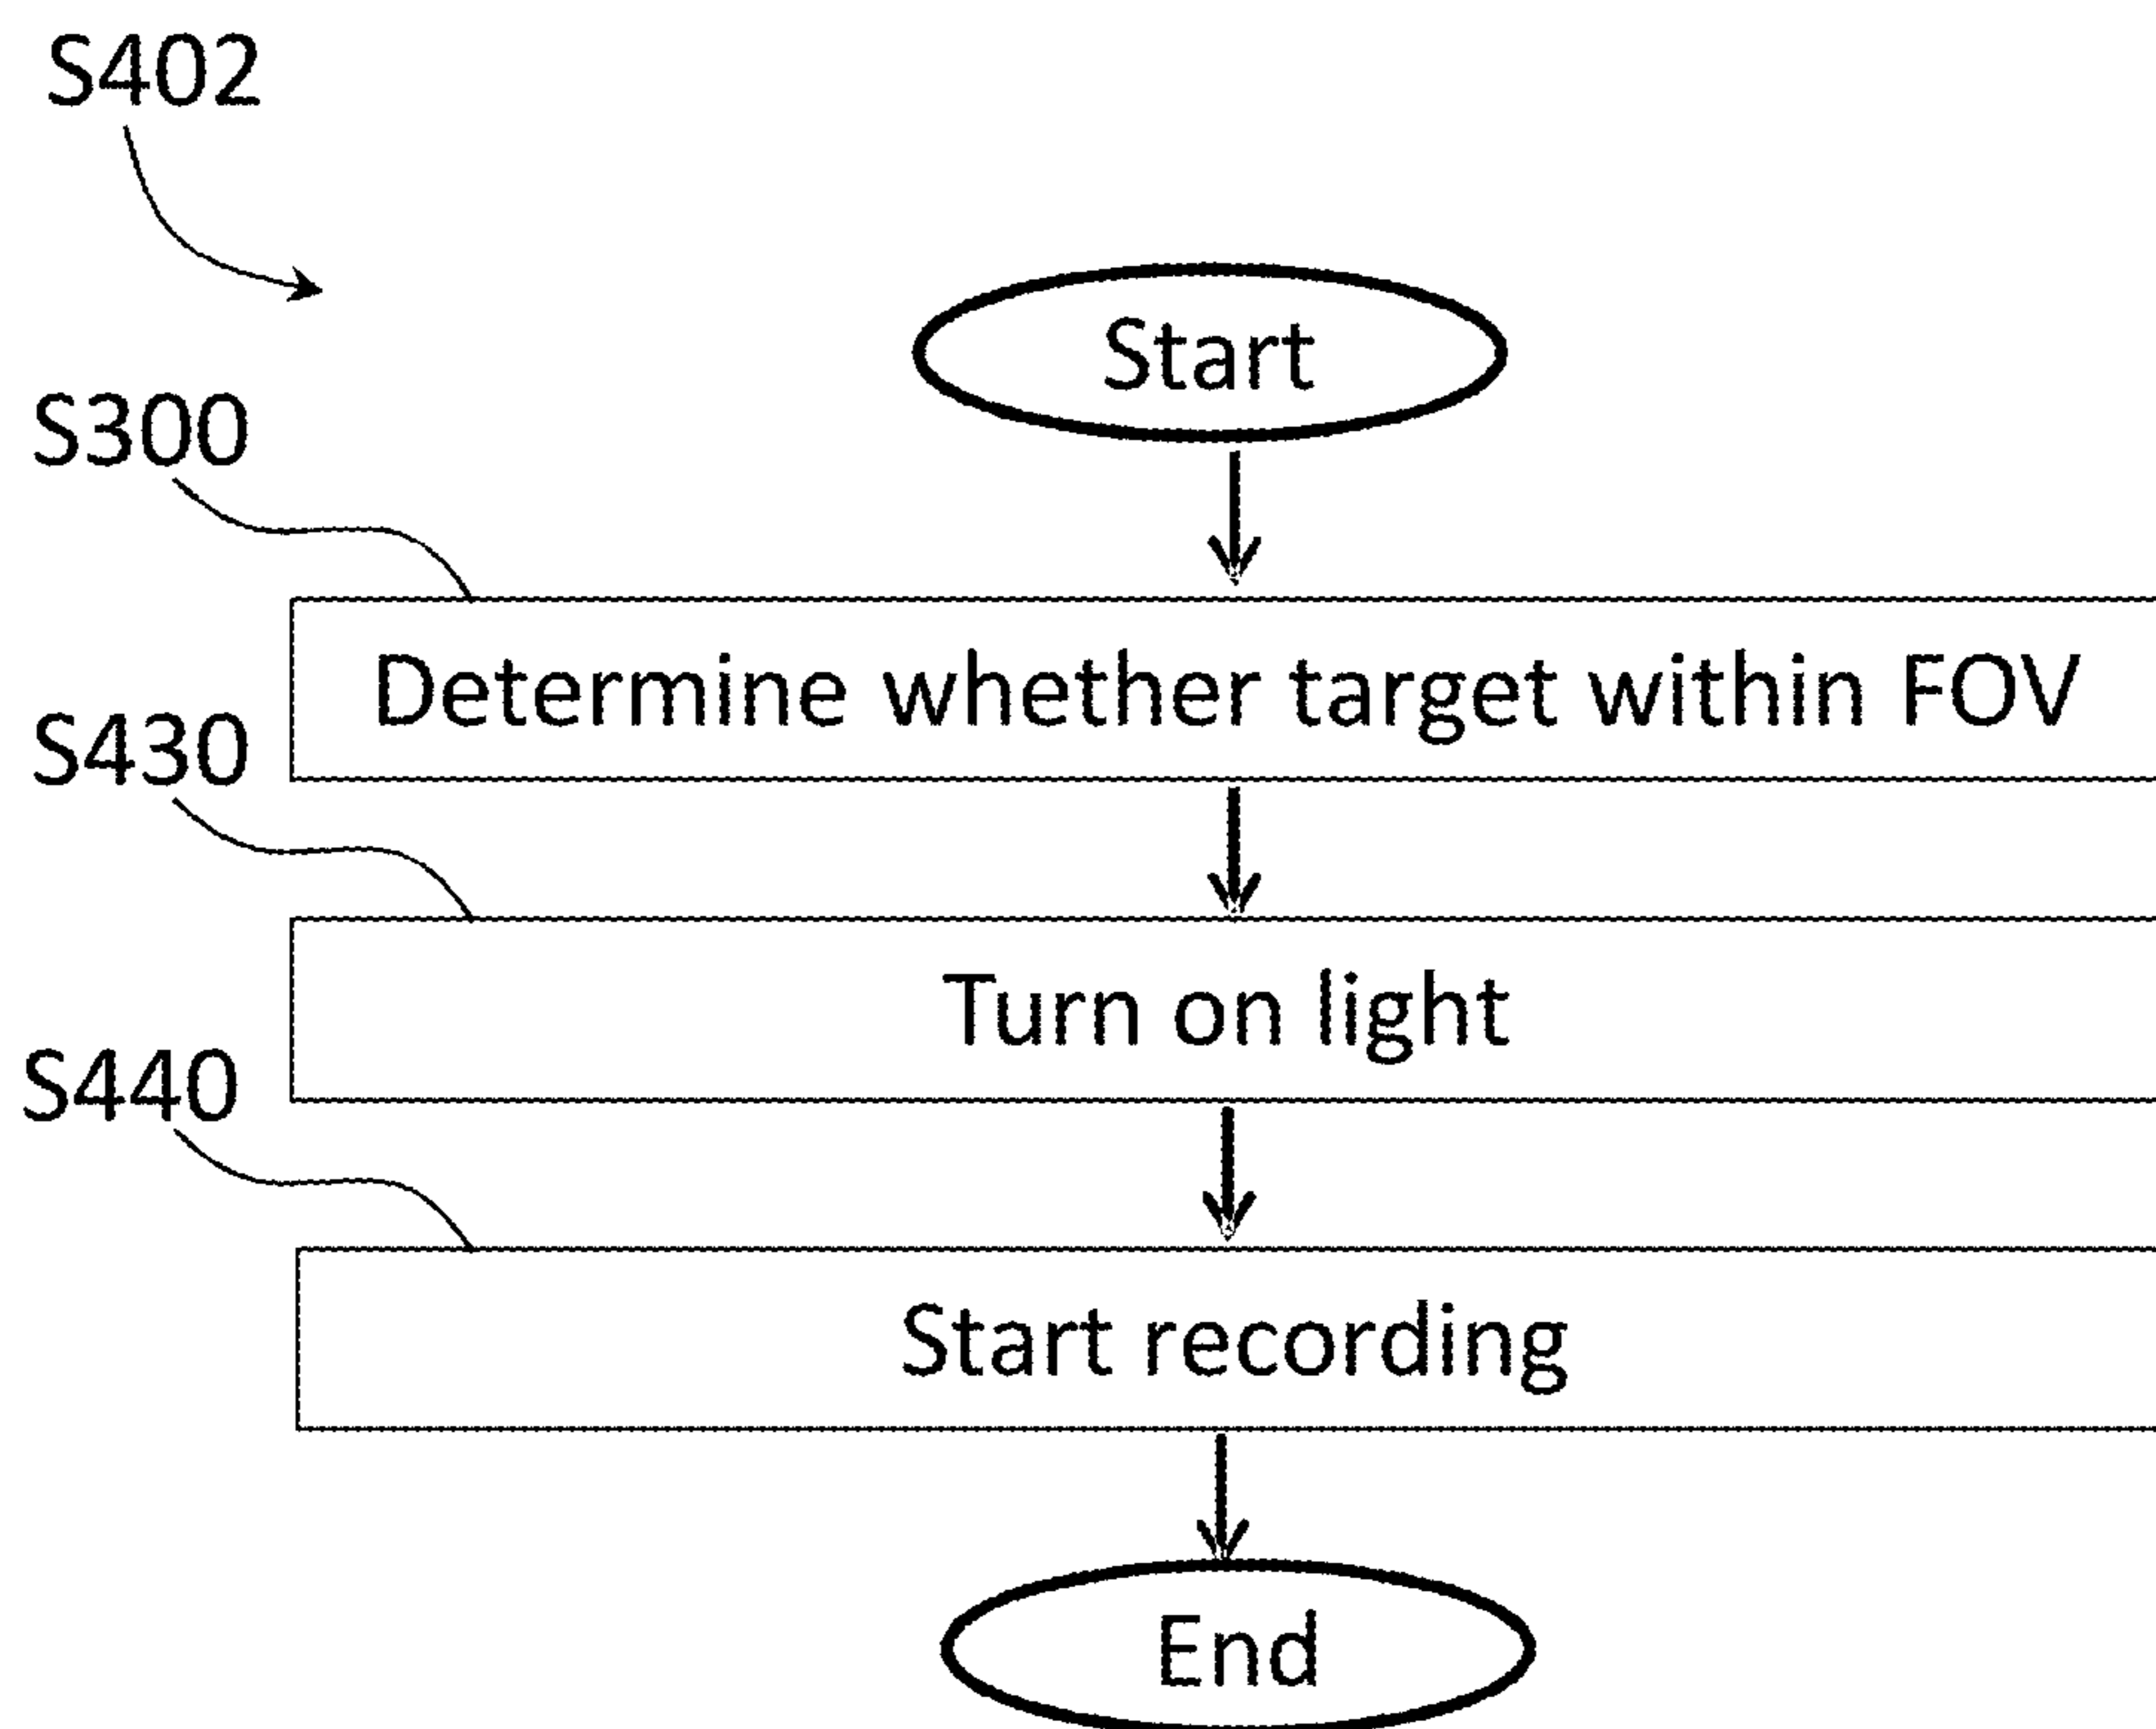 S402
Start
S300
Determine whether target within FOV
S430
Turn on light
S440
Start recording
End